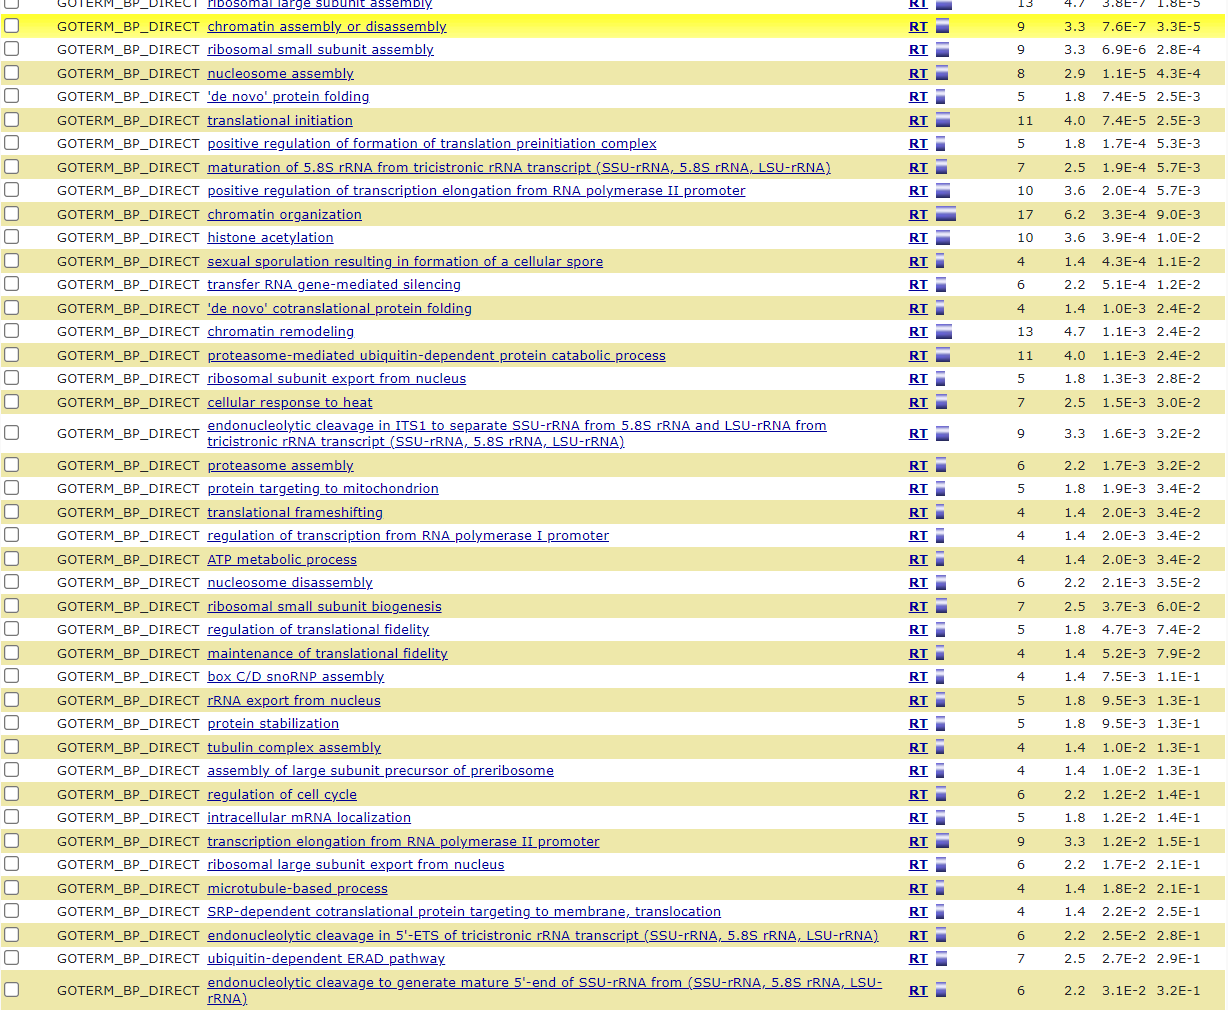 GOTERM_BP_DIRECT ribosomal large subunit assembly RT 13 4.7 3.8E-7 1.8E-5
GOTERM_BP_DIRECT chromatin assembly or disassembly RT 9 3.3 7.6E-7 3.3E-5
GOTERM_BP_DIRECT ribosomal small subunit assembly RT 9 3.3 6.9E-6 2.8E-4
GOTERM_BP_DIRECT nucleosome assembly RT 8 2.9 1.1E-5 4.3E-4
GOTERM_BP_DIRECT 'de novo' protein folding RT 5 1.8 7.4E-5 2.5E-3
GOTERM_BP_DIRECT translational initiation RT 11 4.0 7.4E-5 2.5E-3
GOTERM_BP_DIRECT positive regulation of formation of translation preinitiation complex RT 5 1.8 1.7E-4 5.3E-3
GOTERM_BP_DIRECT maturation of 5.8S rRNA from tricistronic rRNA transcript (SSU-rRNA, 5.8S rRNA, LSU-rRNA) RT 7 2.5 1.9E-4 5.7E-3
GOTERM_BP_DIRECT positive regulation of transcription elongation from RNA polymerase II promoter RT 10 3.6 2.0E-4 5.7E-3
GOTERM_BP_DIRECT chromatin organization RT 17 6.2 3.3E-4 9.0E-3
GOTERM_BP_DIRECT histone acetylation RT 10 3.6 3.9E-4 1.0E-2
GOTERM_BP_DIRECT sexual sporulation resulting in formation of a cellular spore RT 4 1.4 4.3E-4 1.1E-2
GOTERM_BP_DIRECT transfer RNA gene-mediated silencing RT 6 2.2 5.1E-4 1.2E-2
GOTERM_BP_DIRECT 'de novo' cotranslational protein folding RT 4 1.4 1.0E-3 2.4E-2
GOTERM_BP_DIRECT chromatin remodeling RT 13 4.7 1.1E-3 2.4E-2
GOTERM_BP_DIRECT proteasome-mediated ubiquitin-dependent protein catabolic process RT 11 4.0 1.1E-3 2.4E-2
GOTERM_BP_DIRECT ribosomal subunit export from nucleus RT 5 1.8 1.3E-3 2.8E-2
GOTERM_BP_DIRECT cellular response to heat RT 7 2.5 1.5E-3 3.0E-2
endonucleolytic cleavage in ITS1 to separate SSU-rRNA from 5.8S rRNA and LSU-rRNA from
GOTERM_BP_DIRECT tricistronic rRNA transcript (SSU-rRNA, 5.8S rRNA, LSU-rRNA) RT 9 3.3 1.6E-3 3.2E-2
GOTERM_BP_DIRECT proteasome assembly RT 6 2.2 1.7E-3 3.2E-2
GOTERM_BP_DIRECT protein targeting to mitochondrion RT 5 1.8 1.9E-3 3.4E-2
GOTERM_BP_DIRECT translational frameshifting RT 4 1.4 2.0E-3 3.4E-2
GOTERM_BP_DIRECT regulation of transcription from RNA polymerase I promoter RT 4 1.4 2.0E-3 3.4E-2
GOTERM_BP_DIRECT ATP metabolic process RT 4 1.4 2.0E-3 3.4E-2
GOTERM_BP_DIRECT nucleosome disassembly RT 6 2.2 2.1E-3 3.5E-2
GOTERM_BP_DIRECT ribosomal small subunit biogenesis RT 7 2.5 3.7E-3 6.0E-2
GOTERM_BP_DIRECT regulation of translational fidelity RT 5 1.8 4.7E-3 7.4E-2
GOTERM_BP_DIRECT maintenance of translational fidelity RT 4 1.4 5.2E-3 7.9E-2
GOTERM_BP_DIRECT box C/D snoRNP assembly RT 4 1.4 7.5E-3 1.1E-1
GOTERM_BP_DIRECT rRNA export from nucleus RT 5 1.8 9.5E-3 1.3E-1
GOTERM_BP_DIRECT protein stabilization RT 5 1.8 9.5E-3 1.3E-1
GOTERM_BP_DIRECT tubulin complex assembly RT 4 1.4 1.0E-2 1.3E-1
GOTERM_BP_DIRECT assembly of large subunit precursor of preribosome RT 4 1.4 1.0E-2 1.3E-1
GOTERM_BP_DIRECT regulation of cell cycle RT 6 2.2 1.2E-2 1.4E-1
GOTERM_BP_DIRECT intracellular mRNA localization RT 5 1.8 1.2E-2 1.4E-1
GOTERM_BP_DIRECT transcription elongation from RNA polymerase II promoter RT 9 3.3 1.2E-2 1.5E-1
GOTERM_BP_DIRECT ribosomal large subunit export from nucleus RT 6 2.2 1.7E-2 2.1E-1
GOTERM_BP_DIRECT microtubule-based process RT 4 1.4 1.8E-2 2.1E-1
GOTERM_BP_DIRECT SRP-dependent cotranslational protein targeting to membrane, translocation RT 4 1.4 2.2E-2 2.5E-1
GOTERM_BP_DIRECT endonucleolytic cleavage in 5'-ETS of tricistronic rRNA transcript (SSU-rRNA, 5.8S rRNA, LSU-rRNA) RT 6 2.2 2.5E-2 2.8E-1
GOTERM_BP_DIRECT ubiquitin-dependent ERAD pathway RT 7 2.5 2.7E-2 2.9E-1
endonucleolytic cleavage to generate mature 5'-end of SSU-rRNA from (SSU-rRNA, 5.8S rRNA, LSU-
GOTERM_BP_DIRECT rRNA) RT 6 2.2 3.1E-2 3.2E-1